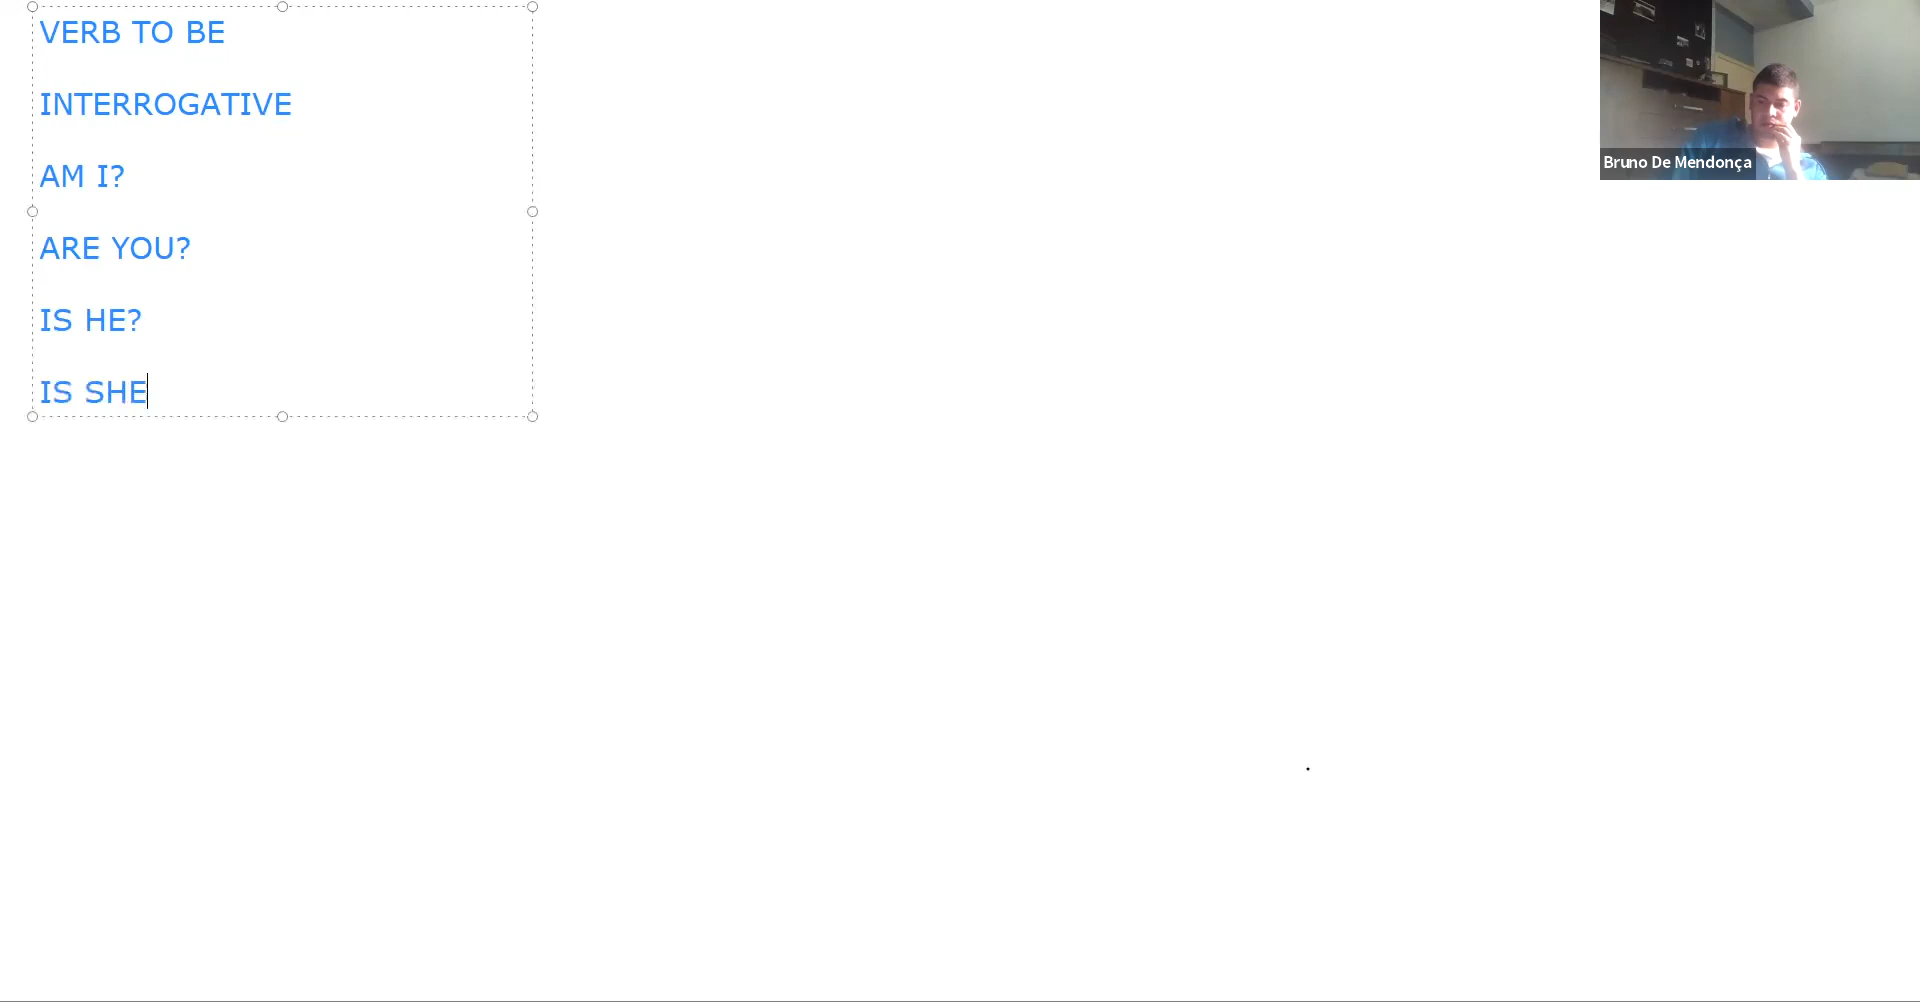 VERB TO BE
INTERROGATIVE
AM I?
ARE YOU?
IS HE?
IS SHE
Bruno De Mendonça